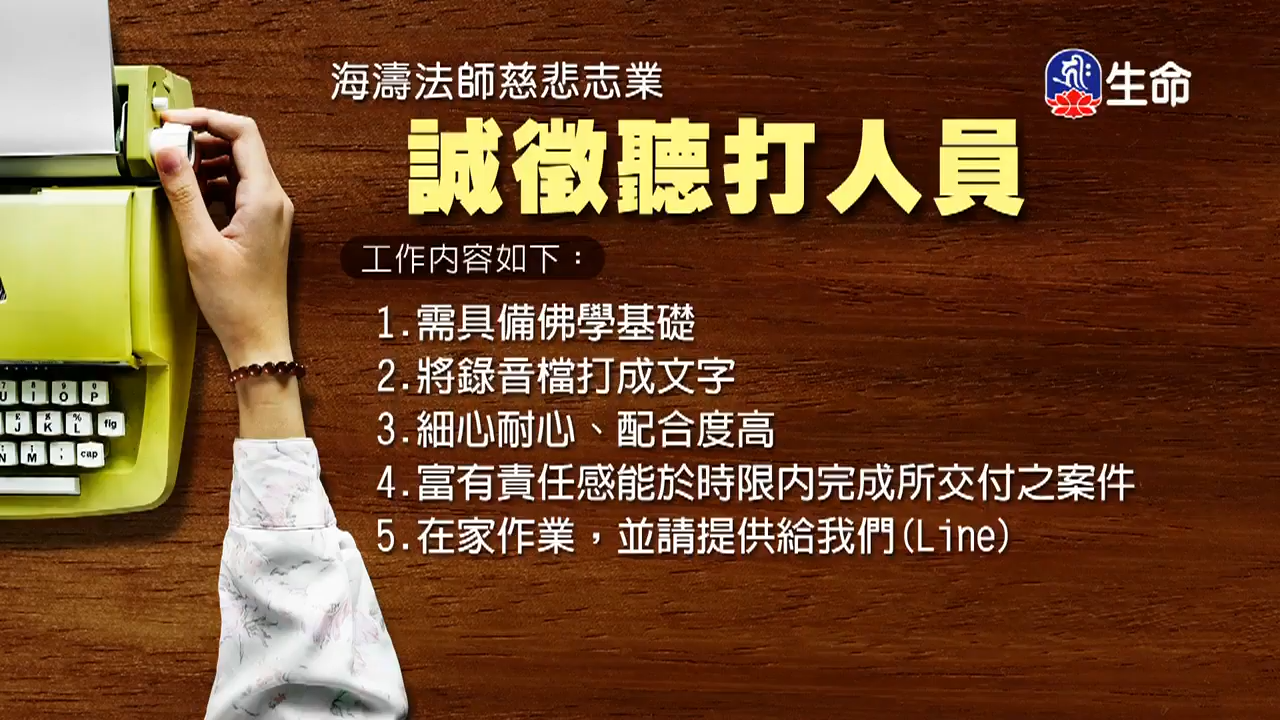 海濤法師慈悲志業
生命
誠徵聽打人員
工作內容如下：
1.需具備佛學基礎
2.將錄音檔打成文字
3.細心耐心、配合度高
4.富有責任感能於時限內完成所交付之案件
5.在家作業，並請提供給我們(Line)
U I O P
J K L fig
N M : cap